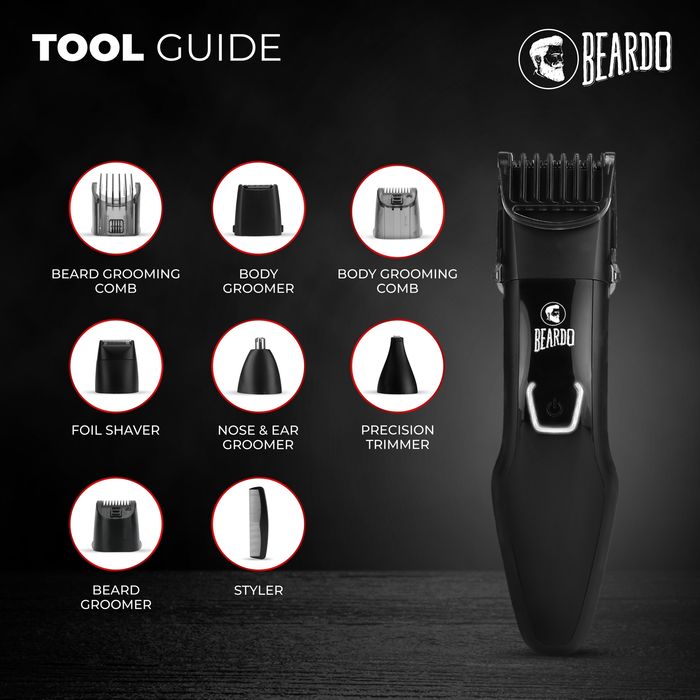 TOOL GUIDE
BEARDO
BEARD GROOMING
COMB
BODY
GROOMER
BODY GROOMING
COMB
FOIL SHAVER
NOSE & EAR
GROOMER
PRECISION
TRIMMER
BEARD
GROOMER
STYLER
BEARDO